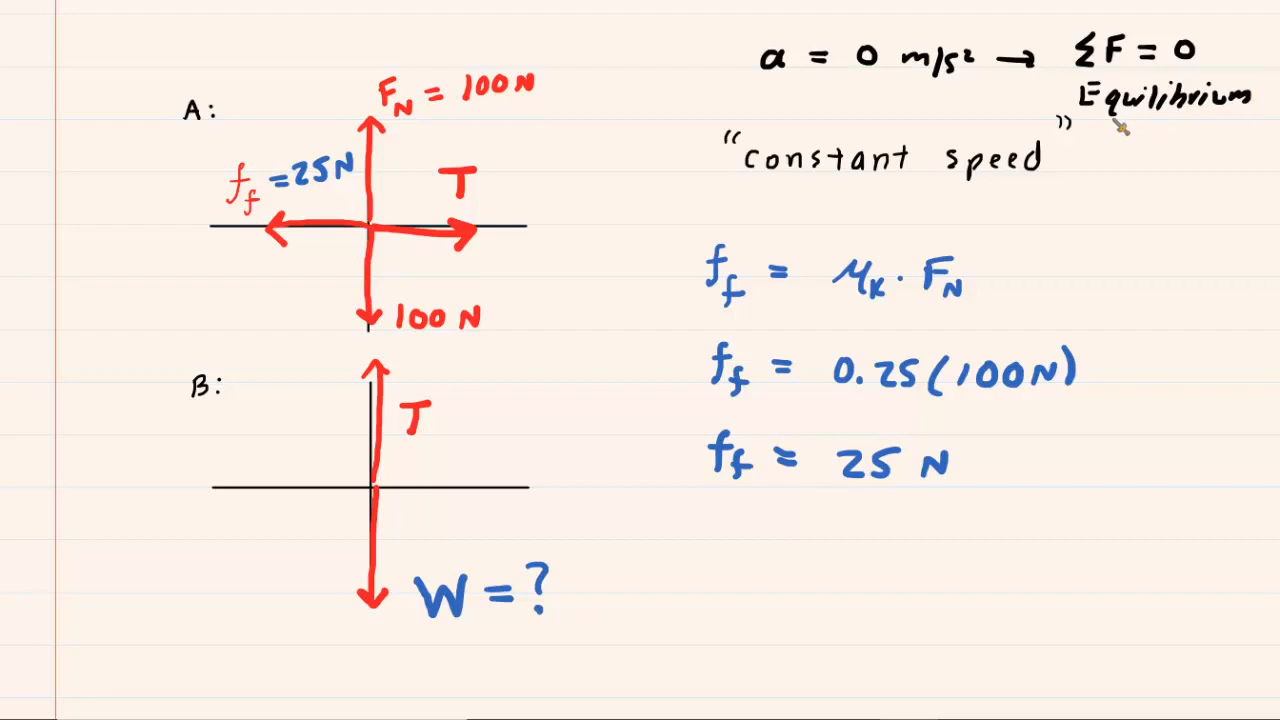 a = 0 m/s² → ΣF = 0
Equilibrium
"constant speed"
A:
F_N = 100N
f_f = 25N
T
100 N
B:
T
W = ?
f_f = μ_K · F_N
f_f = 0.25(100N)
f_f = 25 N